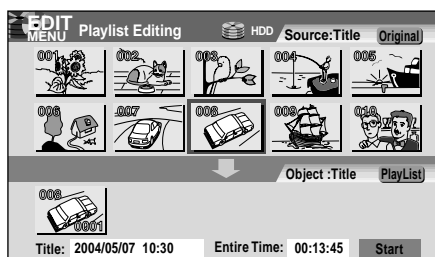 EDIT
MENU Playlist Editing HDD Source:Title Original
001 002 003 004 005
006 007 008 009 010
Object :Title PlayList
008
0001
Title: 2004/05/07 10:30 Entire Time: 00:13:45 Start